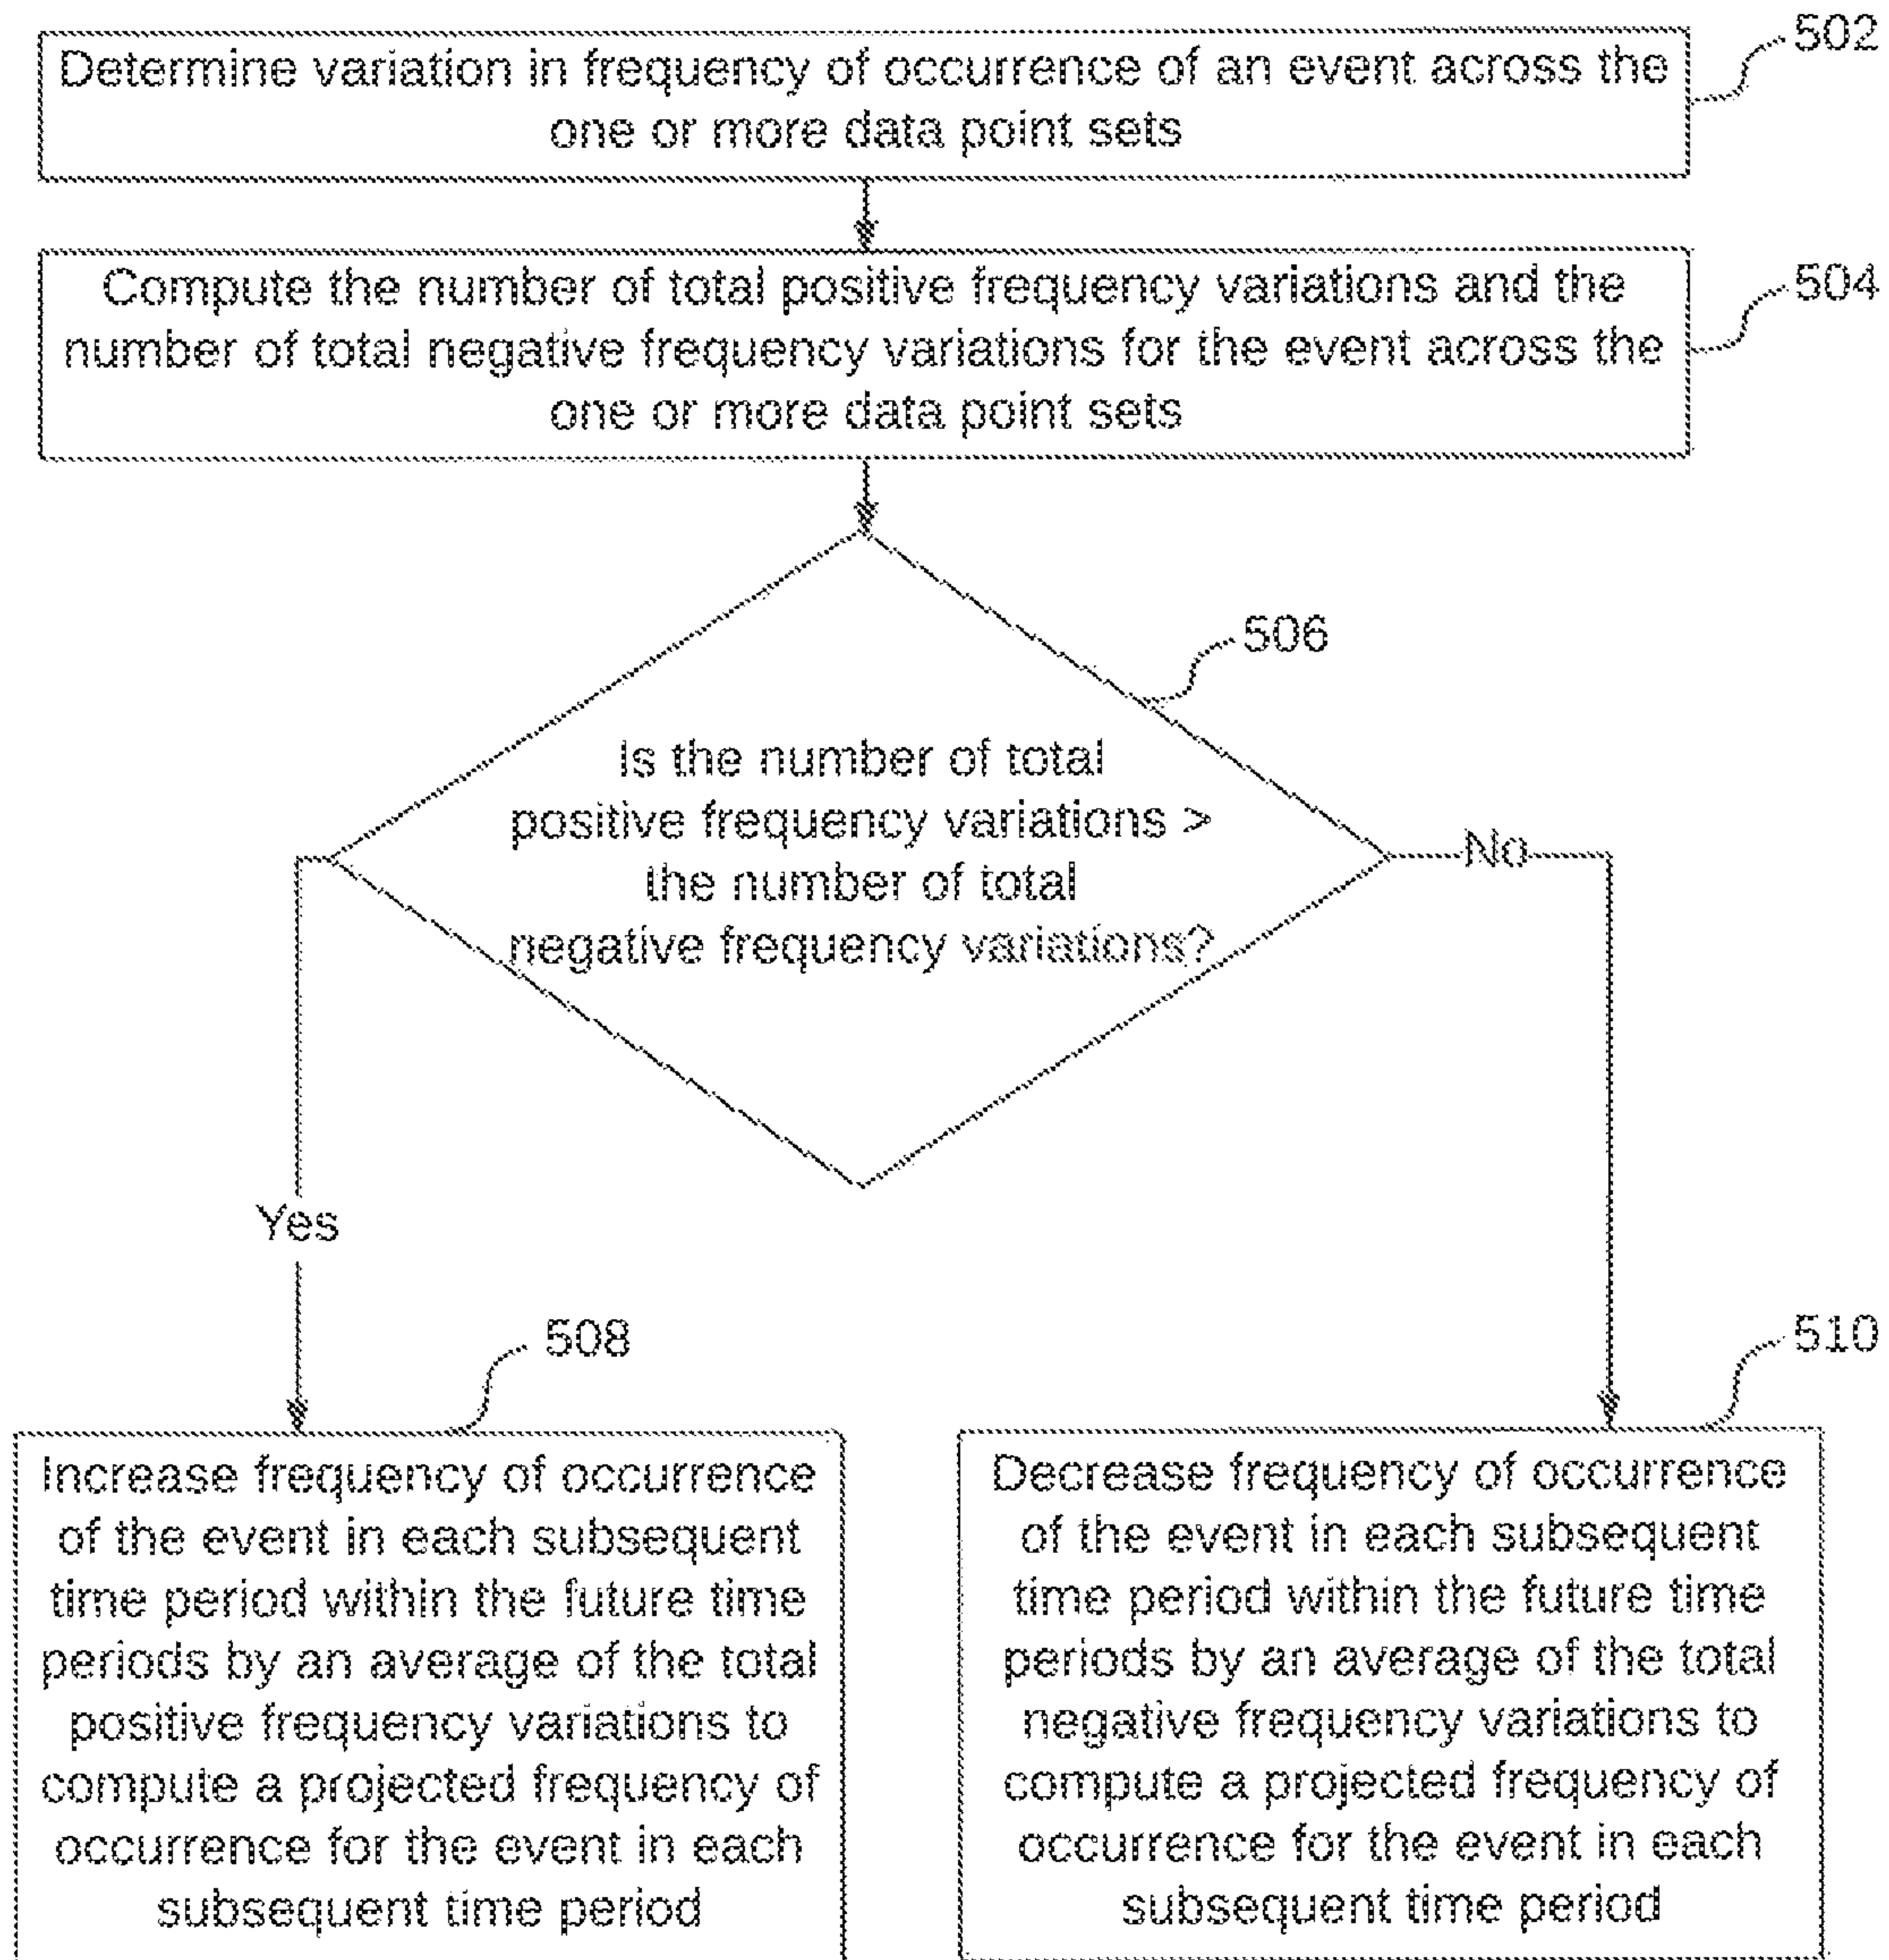 502
Determine variation in frequency of occurrence of an event across the
one or more data point sets
504
Compute the number of total positive frequency variations and the
number of total negative frequency variations for the event across the
one or more data point sets
506
Is the number of total
positive frequency variations >
the number of total
negative frequency variations?
No
Yes
508
Increase frequency of occurrence
of the event in each subsequent
time period within the future time
periods by an average of the total
positive frequency variations to
compute a projected frequency of
occurrence for the event in each
subsequent time period
510
Decrease frequency of occurrence
of the event in each subsequent
time period within the future time
periods by an average of the total
negative frequency variations to
compute a projected frequency of
occurrence for the event in each
subsequent time period